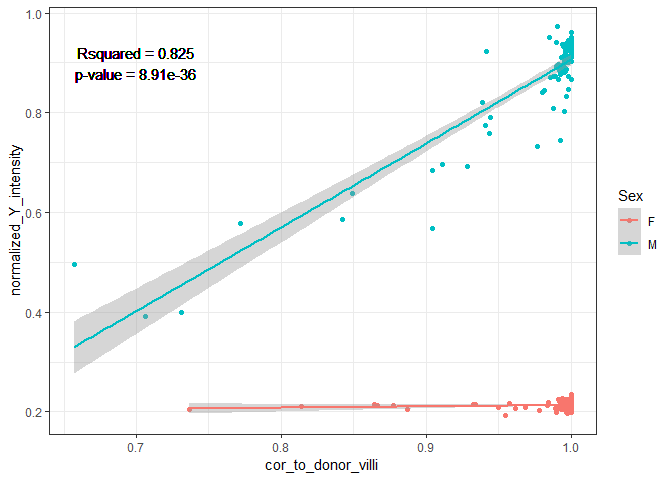 1.0
0.8
0.6
0.4
0.2
normalized_Y_intensity
Rsquared = 0.825
p-value = 8.91e-36
0.7
0.8
0.9
1.0
cor_to_donor_villi
Sex
F
M